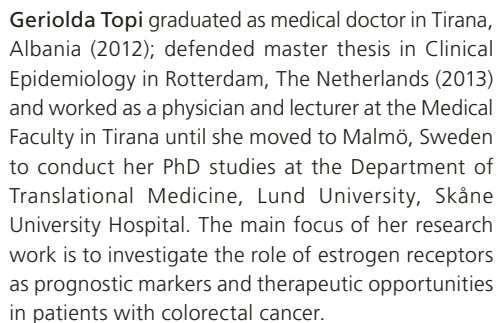 Geriolda Topi graduated as medical doctor in Tirana,
Albania (2012); defended master thesis in Clinical
Epidemiology in Rotterdam, The Netherlands (2013)
and worked as a physician and lecturer at the Medical
Faculty in Tirana until she moved to Malmö, Sweden
to conduct her PhD studies at the Department of
Translational Medicine, Lund University, Skåne
University Hospital. The main focus of her research
work is to investigate the role of estrogen receptors
as prognostic markers and therapeutic opportunities
in patients with colorectal cancer.